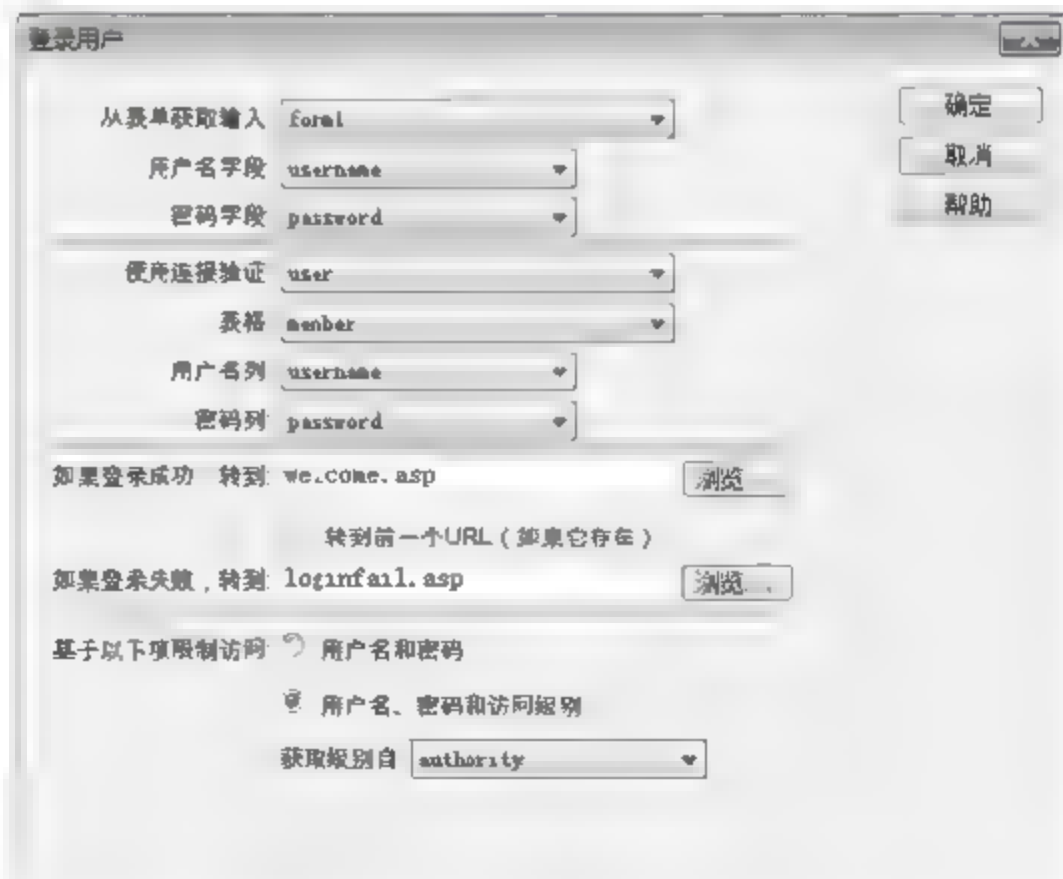 登录用户
从表单获取输入 form1 确定
用户名字段 username 取消
密码字段 password 帮助
使用连接验证 user
表格 member
用户名列 username
密码列 password
如果登录成功 转到: welcome.asp 浏览
转到前一个URL(如果它存在)
如果登录失败,转到: loginfail.asp 浏览...
基于以下项限制访问 用户名和密码
用户名、密码和访问级别
获取级别自 authority